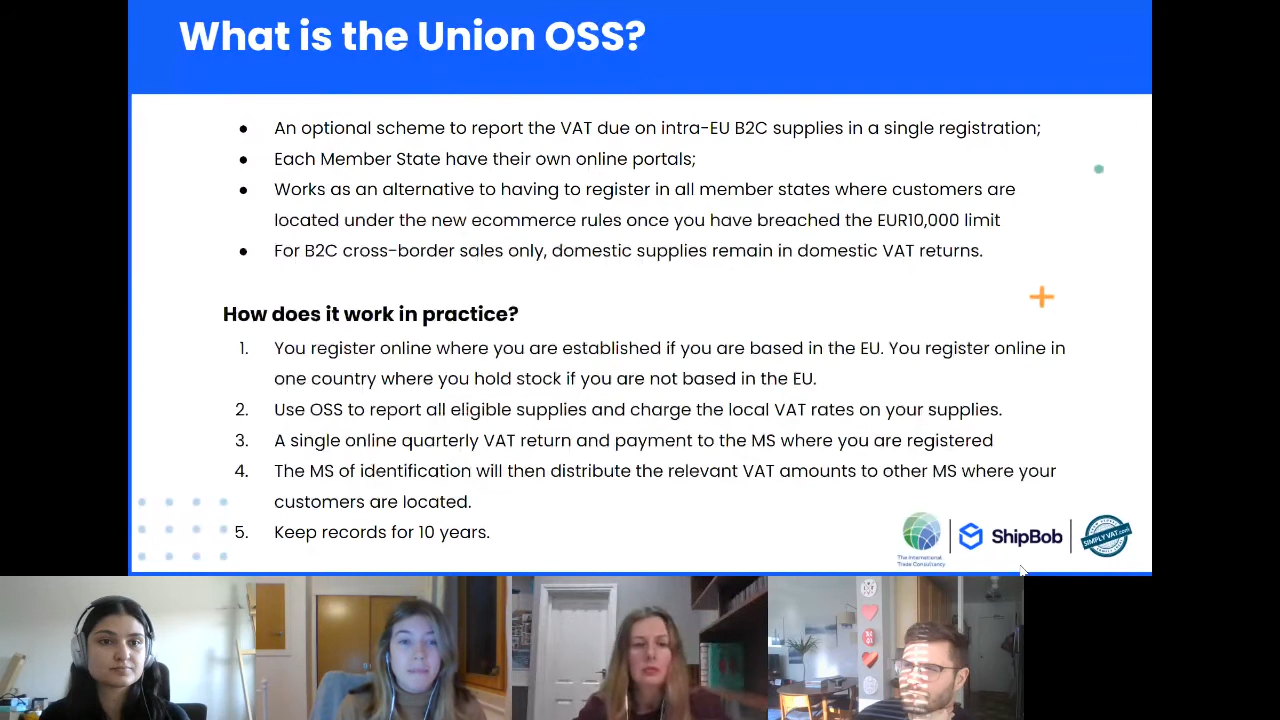 What is the Union OSS?
An optional scheme to report the VAT due on intra-EU B2C supplies in a single registration;
Each Member State have their own online portals;
Works as an alternative to having to register in all member states where customers are
located under the new ecommerce rules once you have breached the EUR10,000 limit
For B2C cross-border sales only, domestic supplies remain in domestic VAT returns.
How does it work in practice?
1. You register online where you are established if you are based in the EU. You register online in
one country where you hold stock if you are not based in the EU.
2. Use OSS to report all eligible supplies and charge the local VAT rates on your supplies.
3. A single online quarterly VAT return and payment to the MS where you are registered
4. The MS of identification will then distribute the relevant VAT amounts to other MS where your
customers are located.
5. Keep records for 10 years.
The International
Trade Consultancy
ShipBob
SIMPLYVAT.com